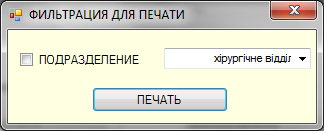 ФИЛЬТРАЦИЯ ДЛЯ ПЕЧАТИ
ПОДРАЗДЕЛЕНИЕ хірургічне відділ
ПЕЧАТЬ